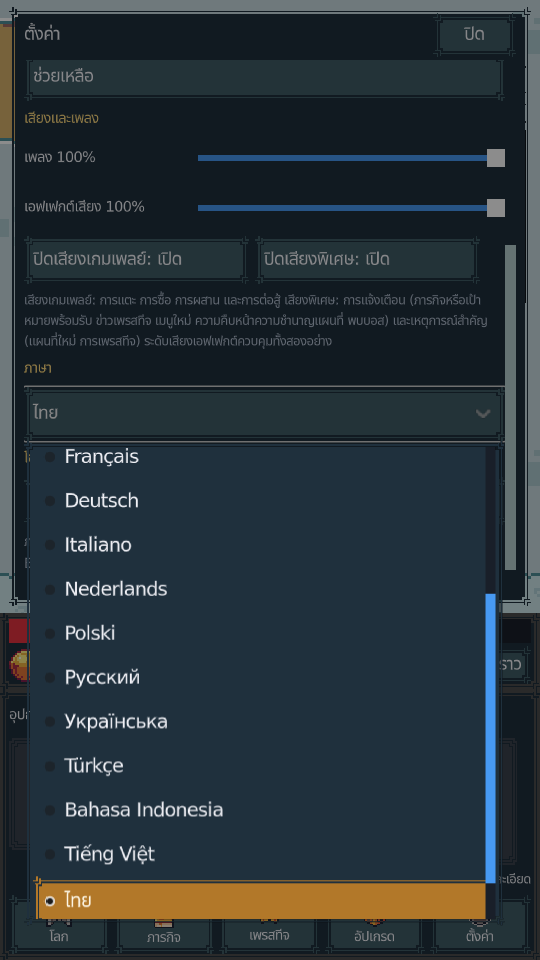 ตั้งค่า
ปิด
ช่วยเหลือ
เสียงและเพลง
เพลง 100%
เอฟเฟกต์เสียง 100%
ปิดเสียงเกมเพลย์: เปิด
ปิดเสียงพิเศษ: เปิด
เสียงเกมเพลย์: การแตะ การซื้อ การผสาน และการต่อสู้ เสียงพิเศษ: การแจ้งเตือน (ภารกิจหรือเป้า
หมายพร้อมรับ ข่าวเพรสทีจ เมนูใหม่ ความคืบหน้าความชำนาญแผนที่ พบบอส) และเหตุการณ์สำคัญ
(แผนที่ใหม่ การเพรสทีจ) ระดับเสียงเอฟเฟกต์ควบคุมทั้งสองอย่าง
ภาษา
ไทย
Français
Deutsch
Italiano
Nederlands
Polski
Русский
Українська
Türkçe
Bahasa Indonesia
Tiếng Việt
ไทย
โลก
ภารกิจ
เพรสทีจ
อัปเกรด
ตั้งค่า